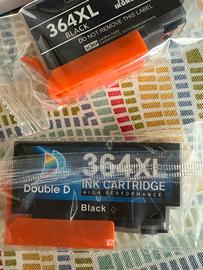 364XL
BLACK
DO NOT REMOVE THIS LABEL
Double D
364XL
INK CARTRIDGE
HIGH PERFORMANCE
Black